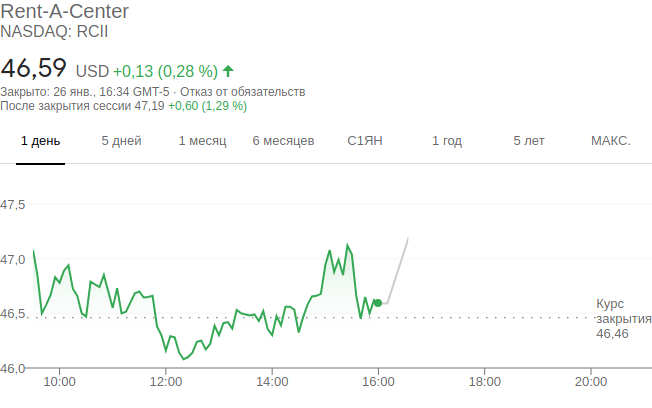 Rent-A-Center
NASDAQ: RCII
46,59 USD +0,13 (0,28 %)
Закрыто: 26 янв., 16:34 GMT-5 · Отказ от обязательств
После закрытия сессии 47,19 +0,60 (1,29 %)
1 день 5 дней 1 месяц 6 месяцев С1ЯН 1 год 5 лет МАКС.
47,5
47,0
46,5
46,0
Курс
закрытия
46,46
10:00 12:00 14:00 16:00 18:00 20:00